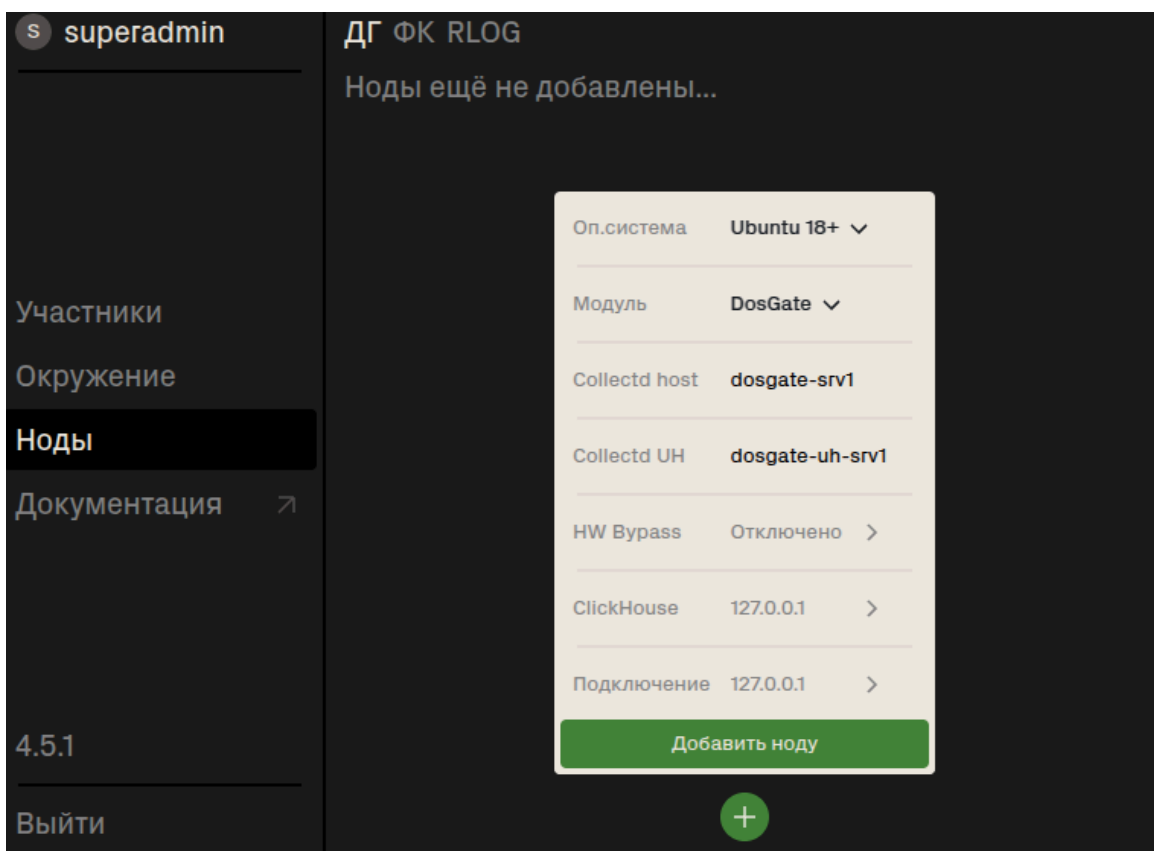 S superadmin
Участники
Окружение
Ноды
Документация
4.5.1
Выйти
ДГ ФК RLOG
Ноды ещё не добавлены...
Оп.система Ubuntu 18+
Модуль DosGate
Collectd host dosgate-srv1
Collectd UH dosgate-uh-srv1
HW Bypass Отключено
ClickHouse 127.0.0.1
Подключение 127.0.0.1
Добавить ноду